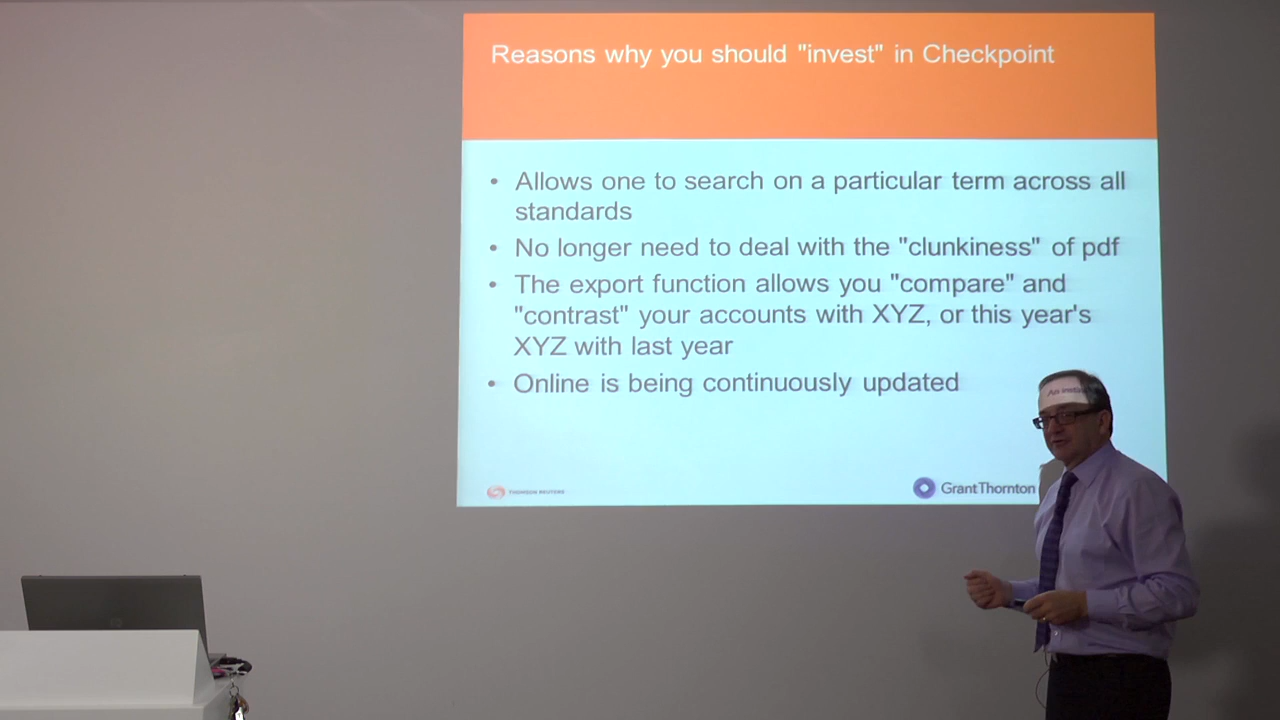 Reasons why you should "invest" in Checkpoint
• Allows one to search on a particular term across all
standards
• No longer need to deal with the "clunkiness" of pdf
• The export function allows you "compare" and
"contrast" your accounts with XYZ, or this year's
XYZ with last year
• Online is being continuously updated
An
THOMSON REUTERS
GrantThornton